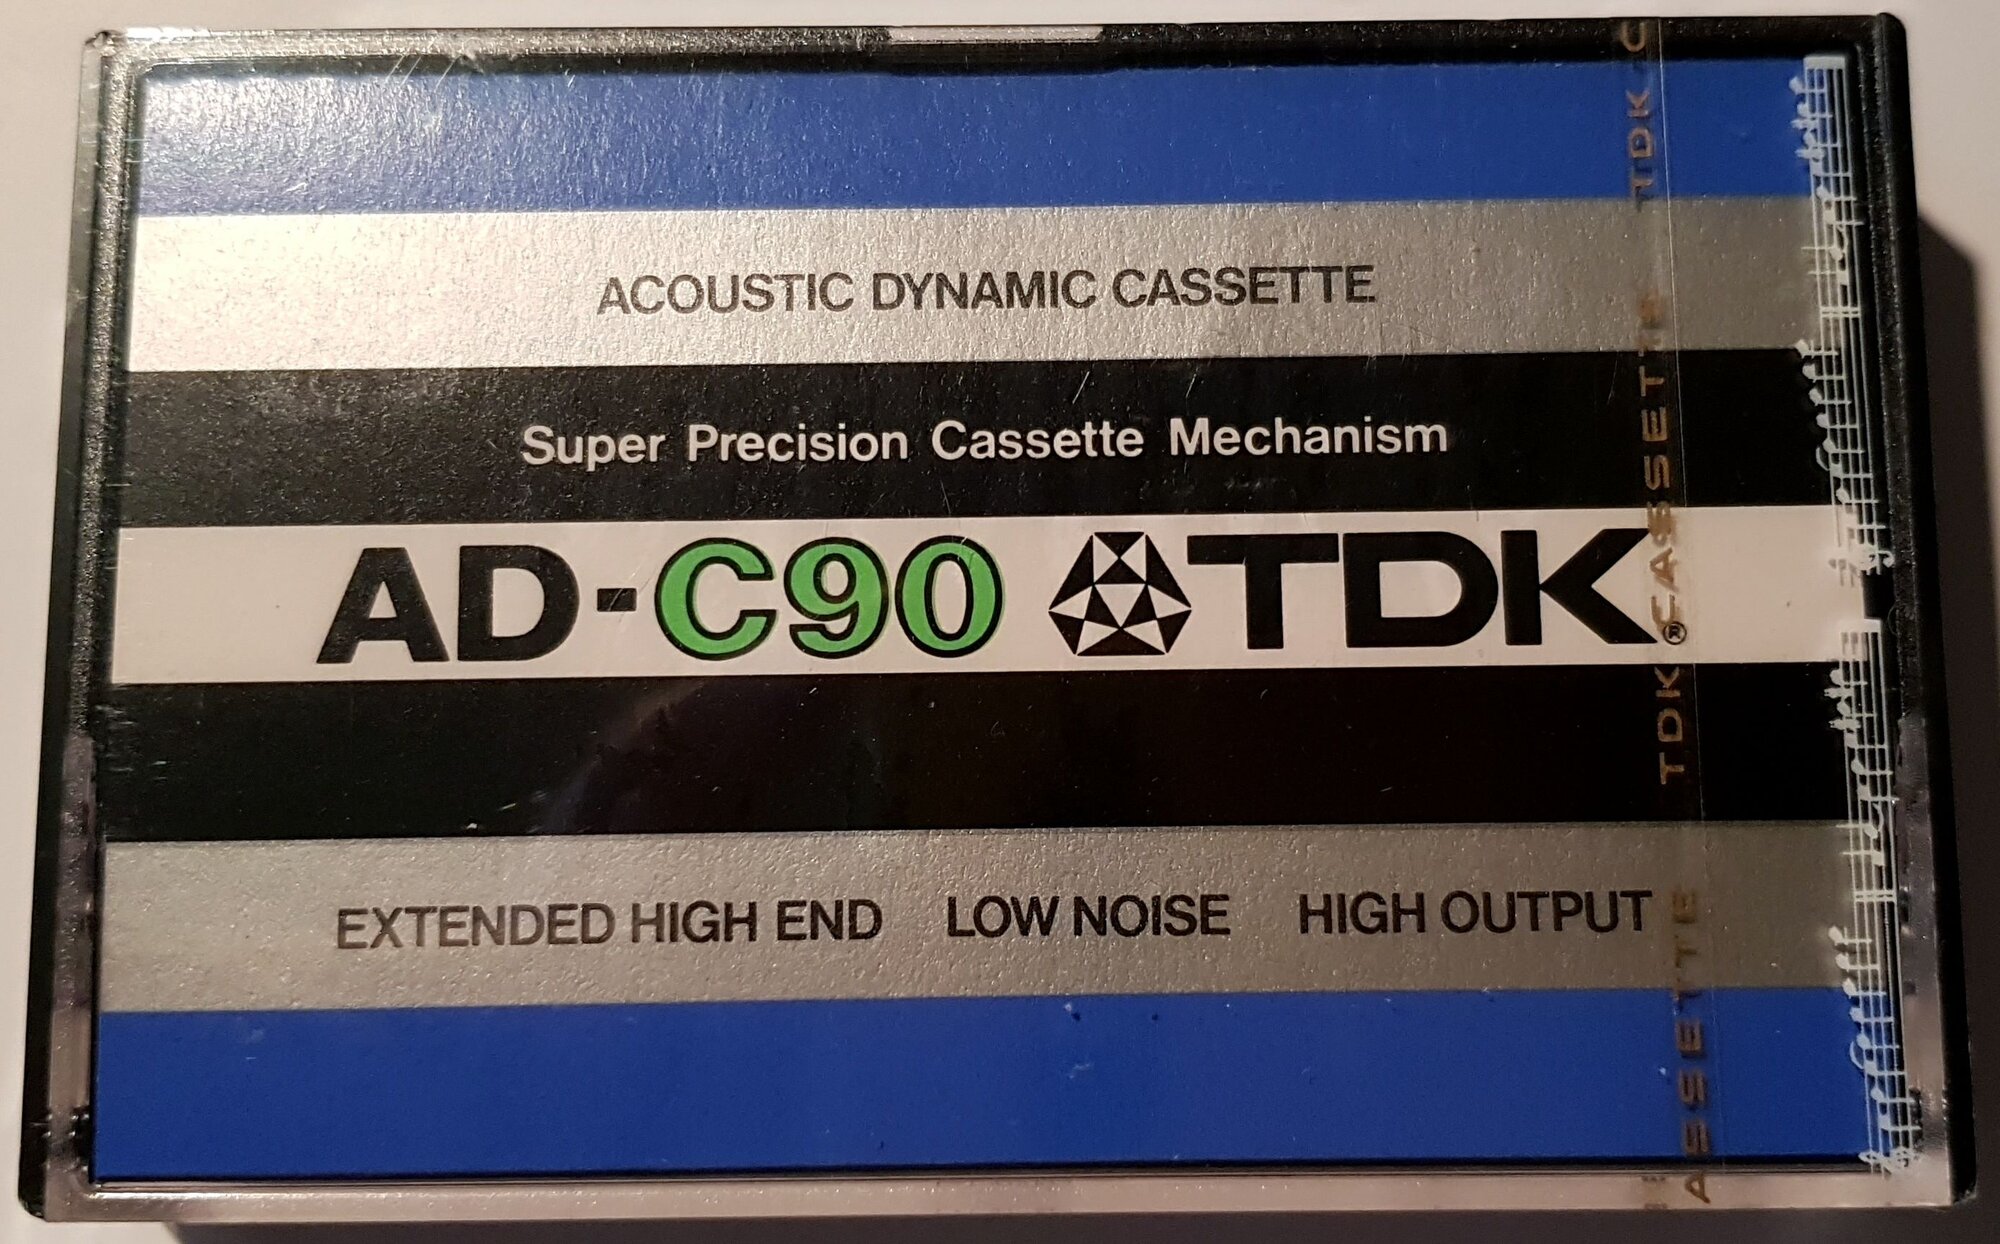 ACOUSTIC DYNAMIC CASSETTE
Super Precision Cassette Mechanism
AD-C90 TDK®
EXTENDED HIGH END LOW NOISE HIGH OUTPUT
TDK CASSETTE TDK C
ASSETTE